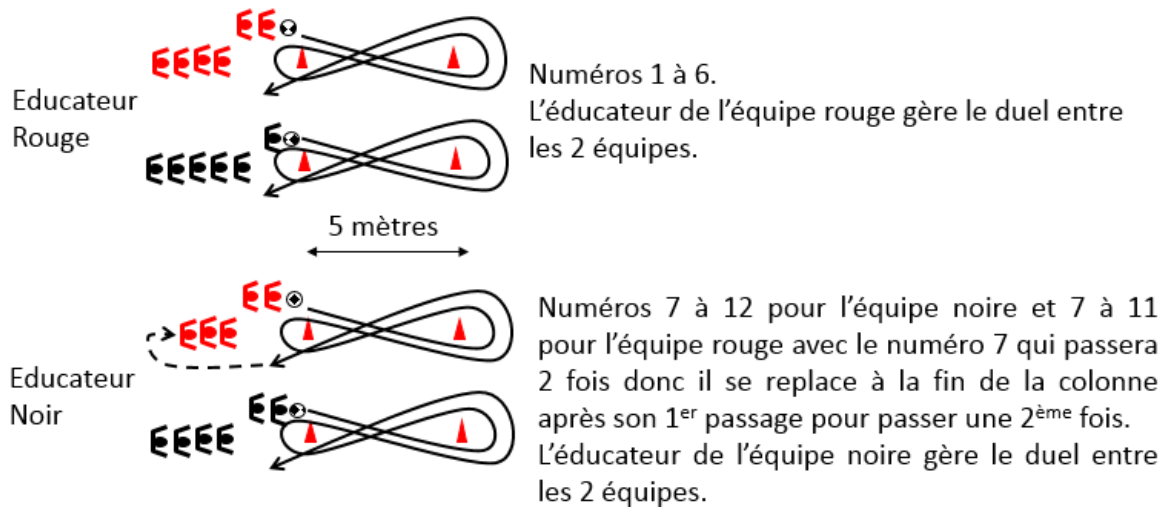 Numéros 1 à 6.
L’éducateur de l’équipe rouge gère le duel entre
les 2 équipes.
Educateur
Rouge
5 mètres
Numéros 7 à 12 pour l’équipe noire et 7 à 11
pour l’équipe rouge avec le numéro 7 qui passera
2 fois donc il se replace à la fin de la colonne
après son 1er passage pour passer une 2ème fois.
L’éducateur de l’équipe noire gère le duel entre
les 2 équipes.
Educateur
Noir